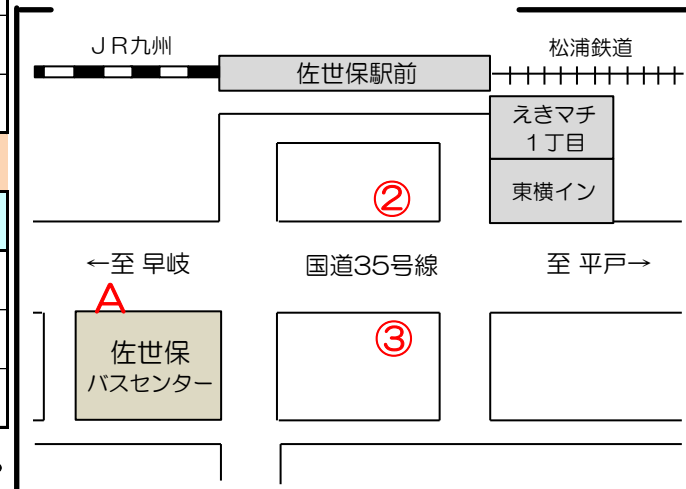 JR九州
松浦鉄道
佐世保駅前
えきマチ
1丁目
②
東横イン
←至 早岐
国道35号線
至 平戸→
A
③
佐世保
バスセンター